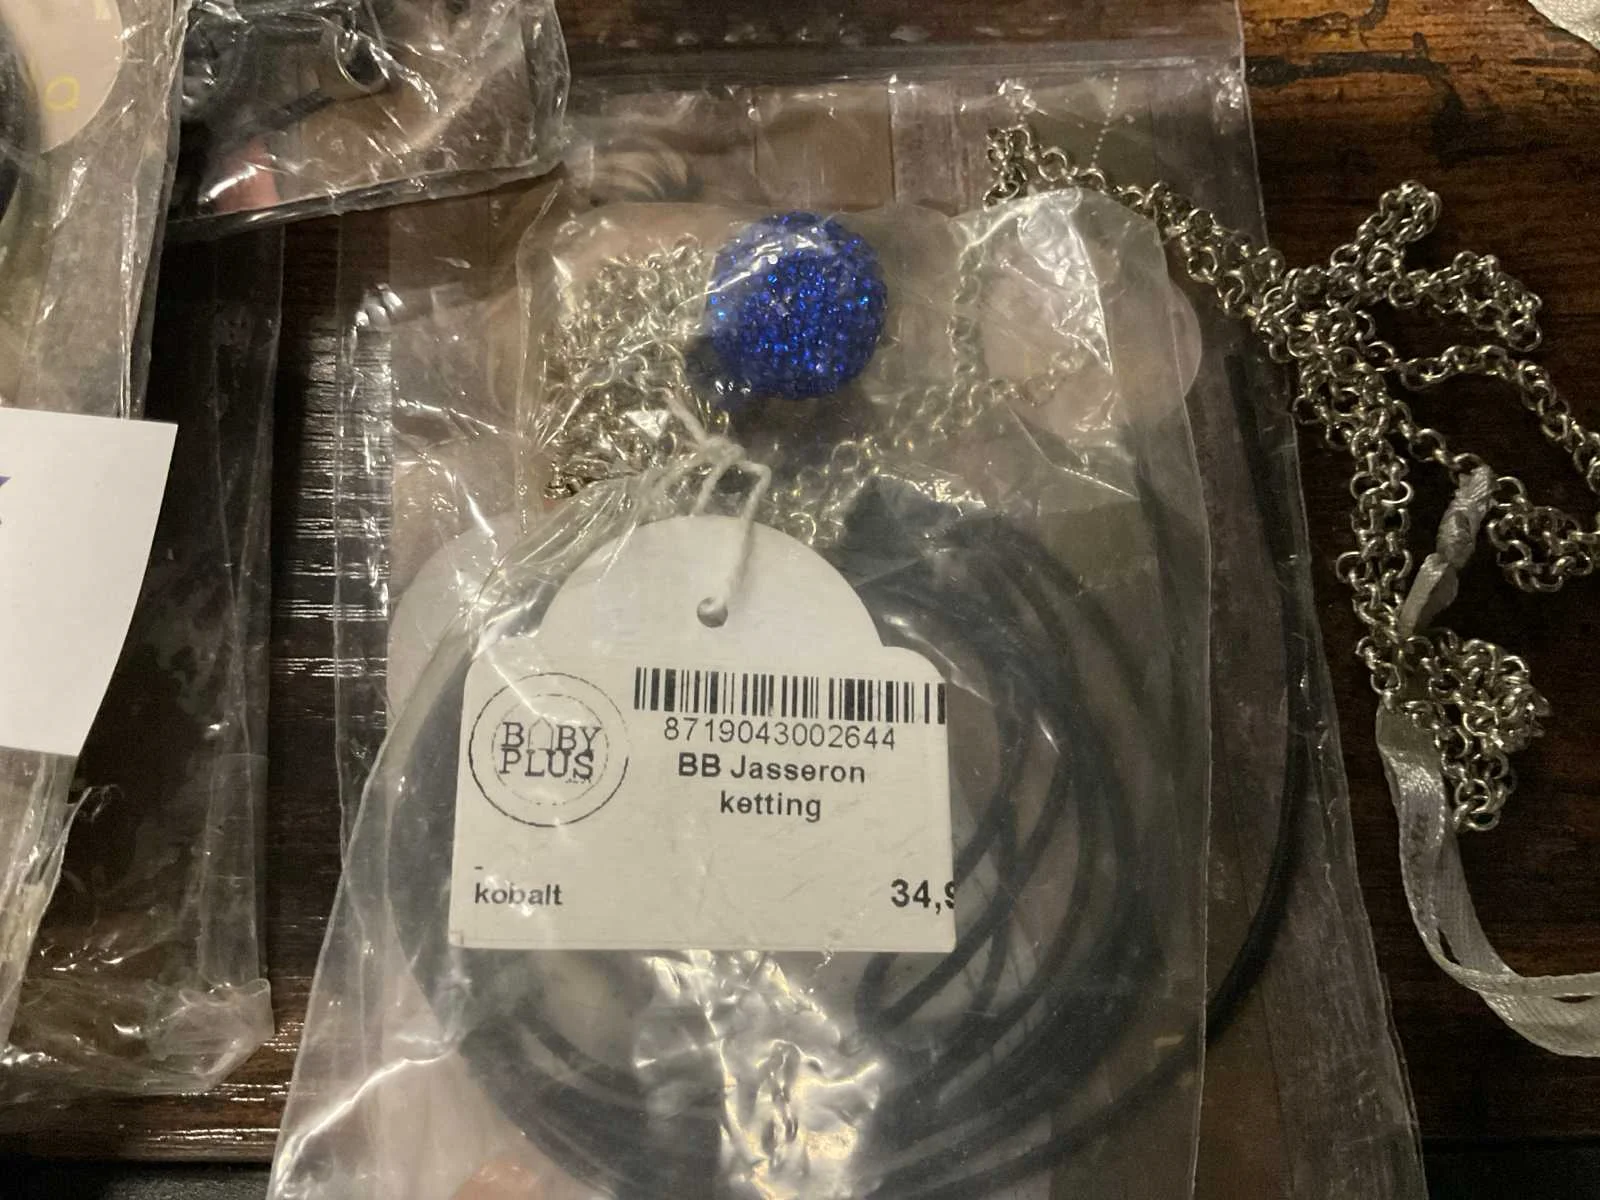 8719043002644
BABY
PLUS
BB Jasseron
ketting
-
kobalt
34,9